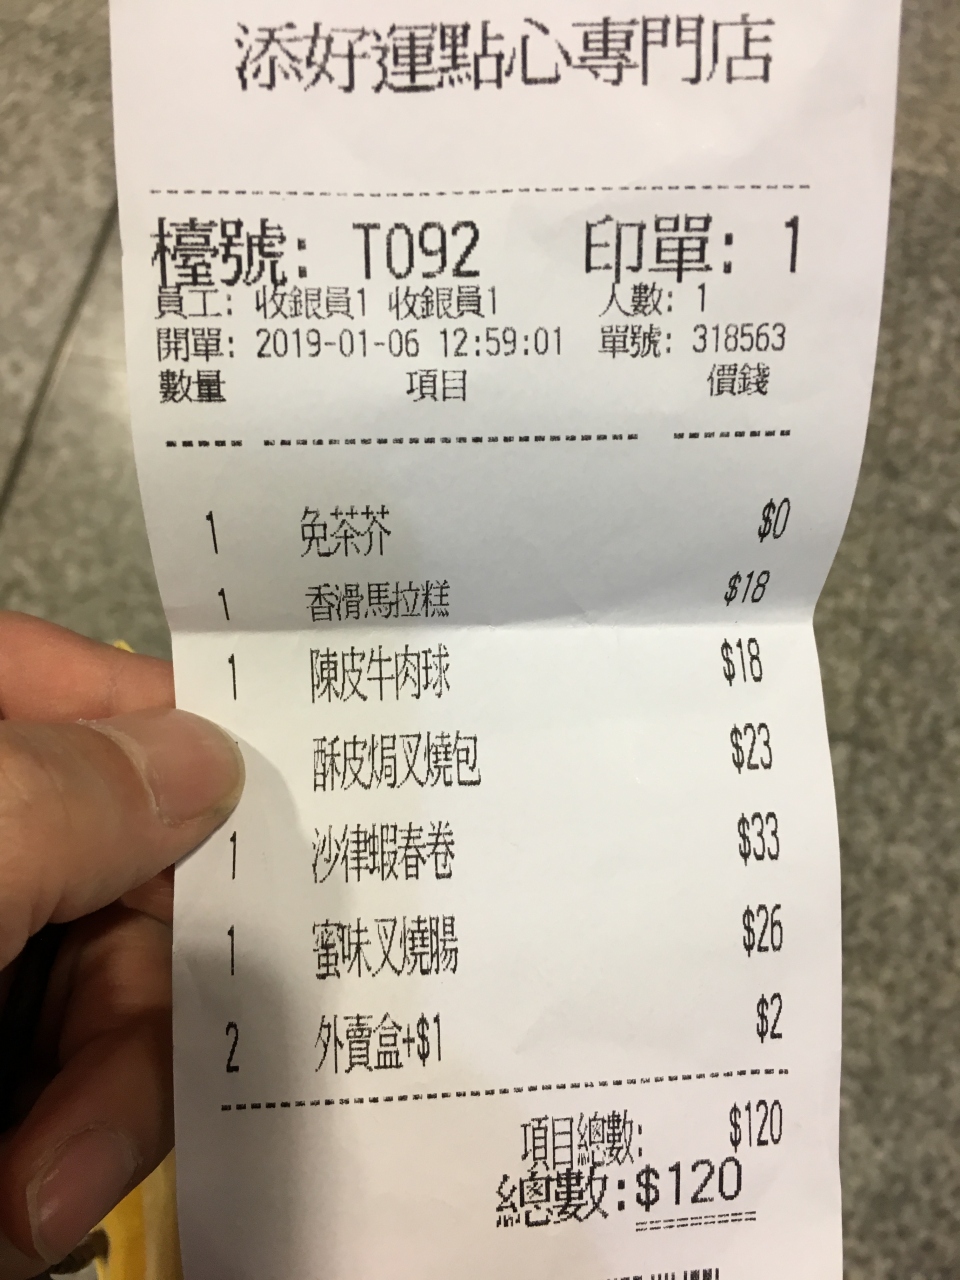 添好運點心專門店
檯號: T092 印單: 1
員工: 收銀員1 收銀員1 人數: 1
開單: 2019-01-06 12:59:01 單號: 318563
數量 項目 價錢
1 免茶芥 $0
1 香滑馬拉糕 $18
1 陳皮牛肉球 $18
酥皮焗叉燒包 $23
1 沙律蝦春卷 $33
1 蜜味叉燒腸 $26
2 外賣盒+$1 $2
項目總數: $120
總數:$120